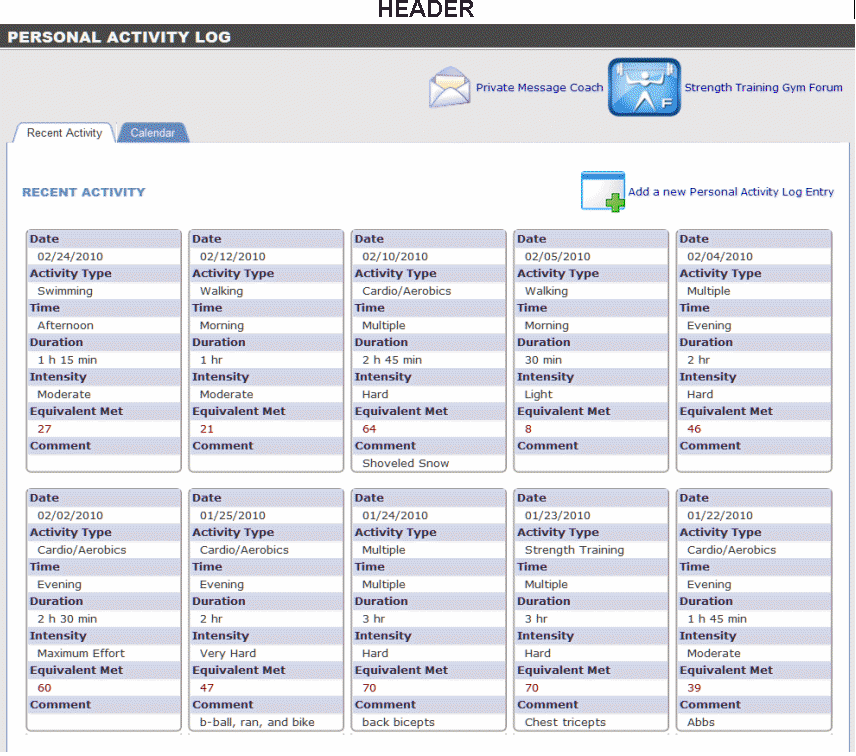 HEADER
PERSONAL ACTIVITY LOG
Private Message Coach
F
Strength Training Gym Forum
Recent Activity
Calendar
RECENT ACTIVITY
Add a new Personal Activity Log Entry
Date
02/24/2010
Activity Type
Swimming
Time
Afternoon
Duration
1 h 15 min
Intensity
Moderate
Equivalent Met
27
Comment
Date
02/12/2010
Activity Type
Walking
Time
Morning
Duration
1 hr
Intensity
Moderate
Equivalent Met
21
Comment
Date
02/10/2010
Activity Type
Cardio/Aerobics
Time
Multiple
Duration
2 h 45 min
Intensity
Hard
Equivalent Met
64
Comment
Shoveled Snow
Date
02/05/2010
Activity Type
Walking
Time
Morning
Duration
30 min
Intensity
Light
Equivalent Met
8
Comment
Date
02/04/2010
Activity Type
Multiple
Time
Evening
Duration
2 hr
Intensity
Hard
Equivalent Met
46
Comment
Date
02/02/2010
Activity Type
Cardio/Aerobics
Time
Evening
Duration
2 h 30 min
Intensity
Maximum Effort
Equivalent Met
60
Comment
Date
01/25/2010
Activity Type
Cardio/Aerobics
Time
Evening
Duration
2 hr
Intensity
Very Hard
Equivalent Met
47
Comment
b-ball, ran, and bike
Date
01/24/2010
Activity Type
Multiple
Time
Multiple
Duration
3 hr
Intensity
Hard
Equivalent Met
70
Comment
back bicepts
Date
01/23/2010
Activity Type
Strength Training
Time
Multiple
Duration
3 hr
Intensity
Hard
Equivalent Met
70
Comment
Chest tricepts
Date
01/22/2010
Activity Type
Cardio/Aerobics
Time
Evening
Duration
1 h 45 min
Intensity
Moderate
Equivalent Met
39
Comment
Abbs